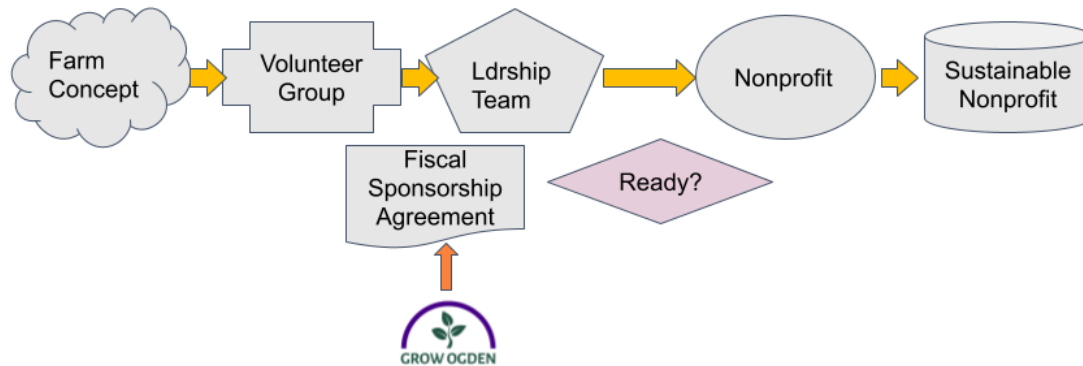 Farm
Concept
Volunteer
Group
Ldrship
Team
Nonprofit
Sustainable
Nonprofit
Fiscal
Sponsorship
Agreement
Ready?
GROW OGDEN